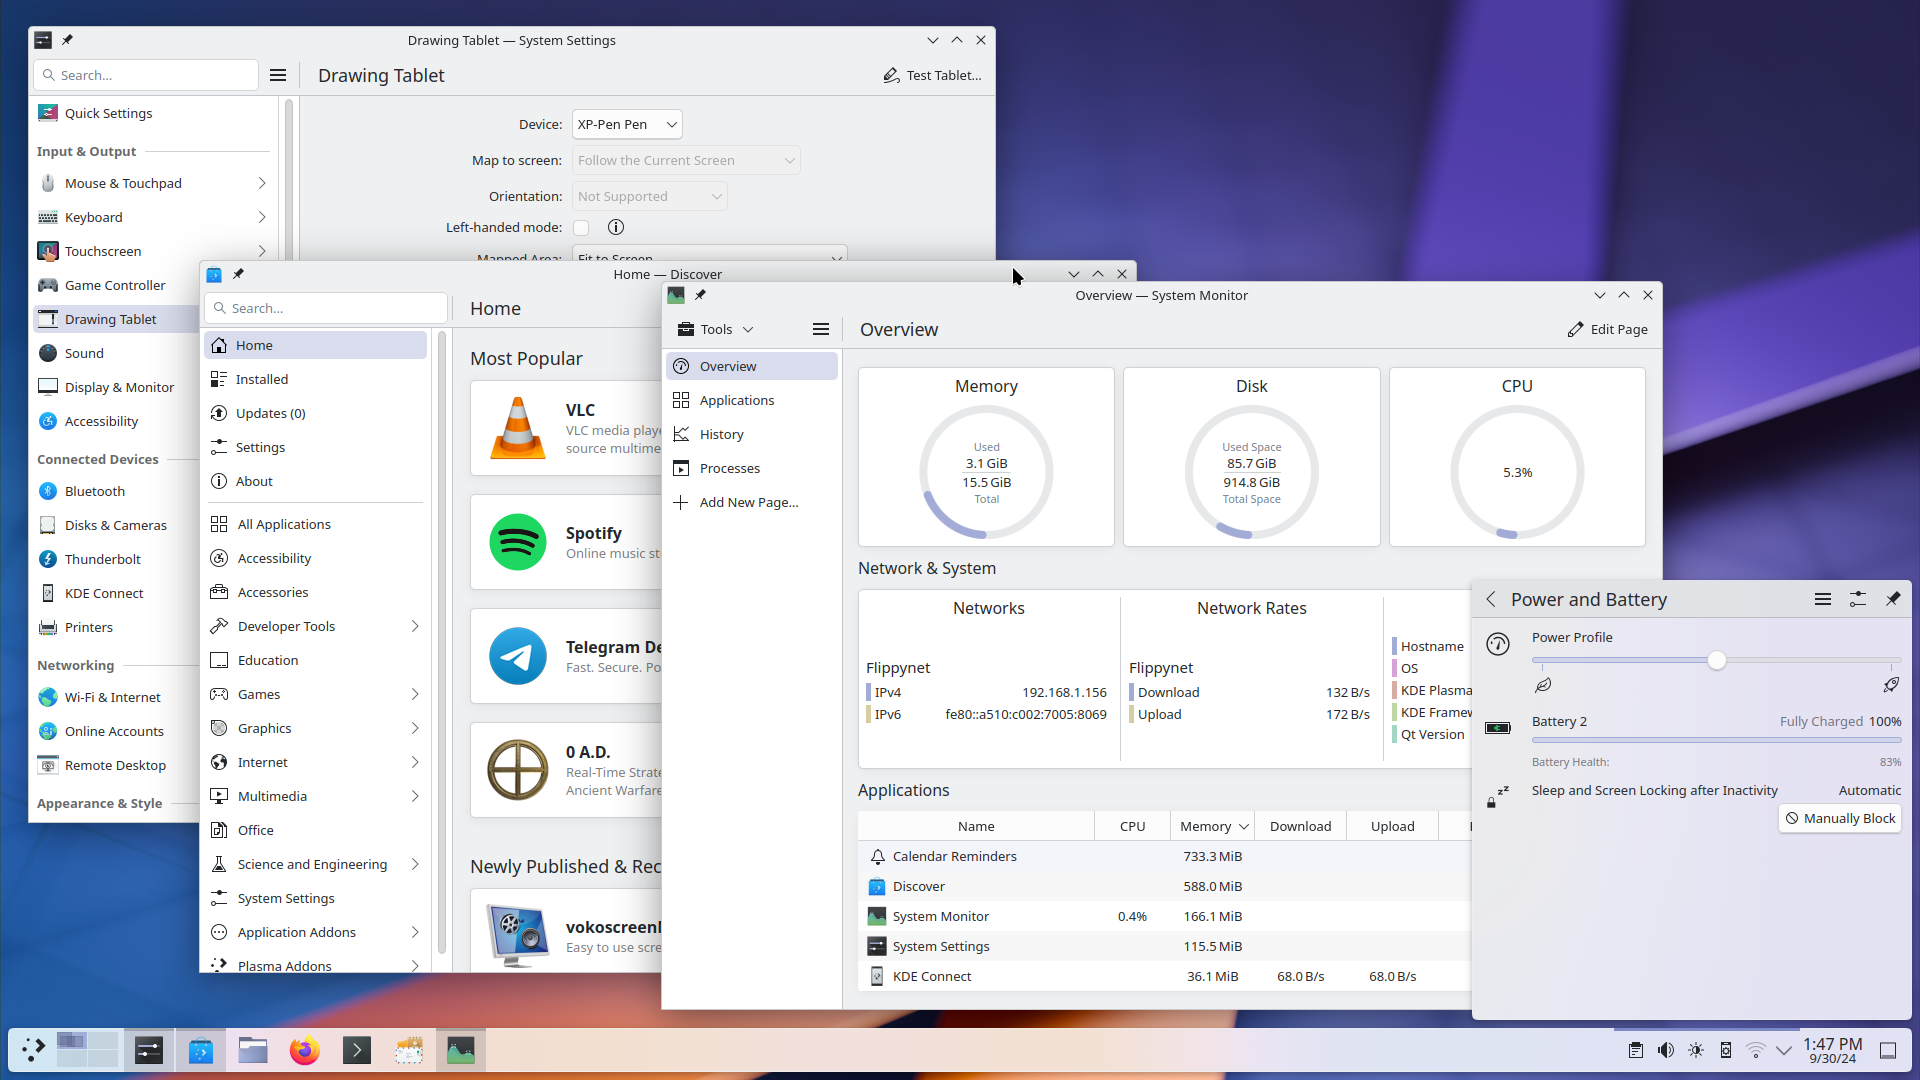 Drawing Tablet — System Settings
Search...
Drawing Tablet
Test Tablet...
Quick Settings
Input & Output
Mouse & Touchpad
Keyboard
Touchscreen
Game Controller
Drawing Tablet
Sound
Display & Monitor
Accessibility
Connected Devices
Bluetooth
Disks & Cameras
Thunderbolt
KDE Connect
Printers
Networking
Wi-Fi & Internet
Online Accounts
Remote Desktop
Appearance & Style
Device: XP-Pen Pen
Map to screen: Follow the Current Screen
Orientation: Not Supported
Left-handed mode:
Mapped Area: Fit to Screen
Home — Discover
Search...
Home
Home
Installed
Updates (0)
Settings
About
All Applications
Accessibility
Accessories
Developer Tools
Education
Games
Graphics
Internet
Multimedia
Office
Science and Engineering
System Settings
Application Addons
Plasma Addons
Most Popular
VLC
VLC media playe
source multime
Spotify
Online music st
Telegram De
Fast. Secure. Po
0 A.D.
Real-Time Strate
Ancient Warfare
Newly Published & Rec
vokoscreen
Easy to use scre
Overview — System Monitor
Tools
Overview
Edit Page
Overview
Applications
History
Processes
Add New Page...
Memory
Used
3.1 GiB
15.5 GiB
Total
Disk
Used Space
85.7 GiB
914.8 GiB
Total Space
CPU
5.3%
Network & System
Networks
Flippynet
IPv4 192.168.1.156
IPv6 fe80::a510:c002:7005:8069
Network Rates
Flippynet
Download 132 B/s
Upload 172 B/s
Hostname
OS
KDE Plasma
KDE Framew
Qt Version
Applications
Name CPU Memory Download Upload
Calendar Reminders 733.3 MiB
Discover 588.0 MiB
System Monitor 0.4% 166.1 MiB
System Settings 115.5 MiB
KDE Connect 36.1 MiB 68.0 B/s 68.0 B/s
Power and Battery
Power Profile
Battery 2 Fully Charged 100%
Battery Health: 83%
Sleep and Screen Locking after Inactivity Automatic
Manually Block
1:47 PM
9/30/24